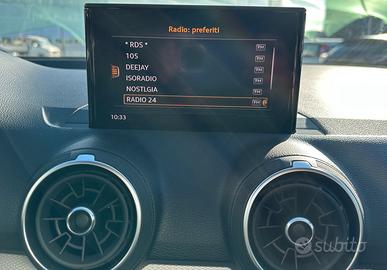 Radio: preferiti
* RDS *
105
DEEJAY
ISORADIO
NOSTLGIA
RADIO 24
10:33
subito